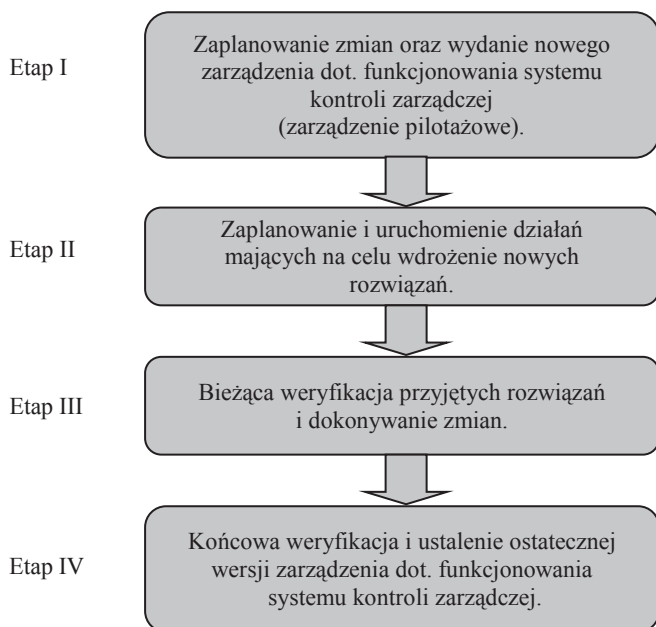 Etap I
Zaplanowanie zmian oraz wydanie nowego
zarządzenia dot. funkcjonowania systemu
kontroli zarządczej
(zarządzenie pilotażowe).
Etap II
Zaplanowanie i uruchomienie działań
mających na celu wdrożenie nowych
rozwiązań.
Etap III
Bieżąca weryfikacja przyjętych rozwiązań
i dokonywanie zmian.
Etap IV
Końcowa weryfikacja i ustalenie ostatecznej
wersji zarządzenia dot. funkcjonowania
systemu kontroli zarządczej.